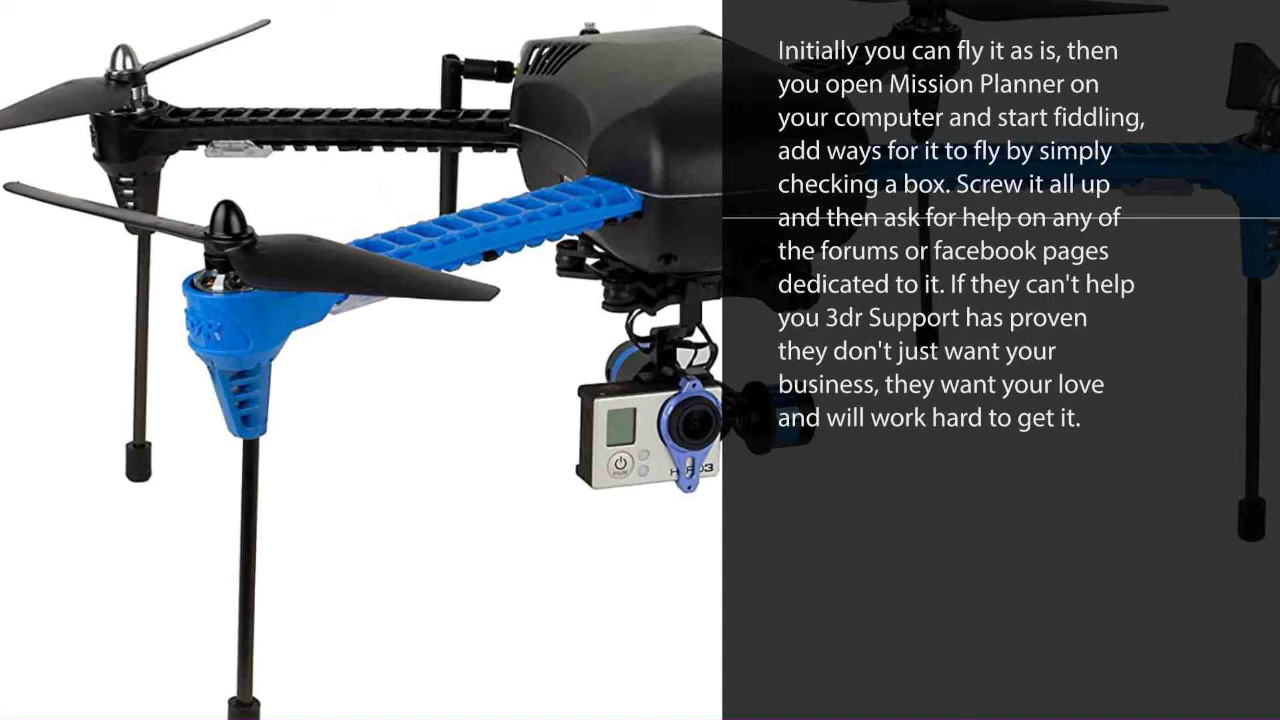 Initially you can fly it as is, then
you open Mission Planner on
your computer and start fiddling,
add ways for it to fly by simply
checking a box. Screw it all up
and then ask for help on any of
the forums or facebook pages
dedicated to it. If they can't help
you 3dr Support has proven
they don't just want your
business, they want your love
and will work hard to get it.